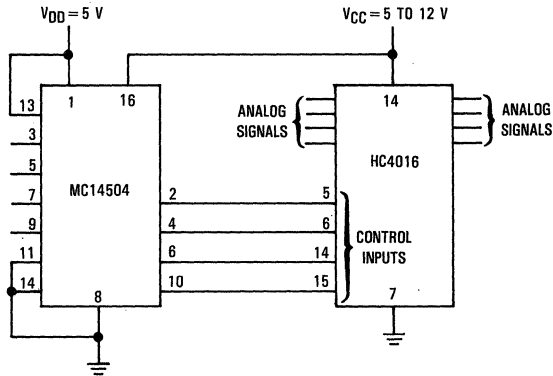 VDD = 5 V
VCC = 5 TO 12 V
1
16
13
3
5
7
9
11
14
MC14504
2
4
6
10
8
ANALOG
SIGNALS
14
HC4016
ANALOG
SIGNALS
5
6
14
15
CONTROL
INPUTS
7